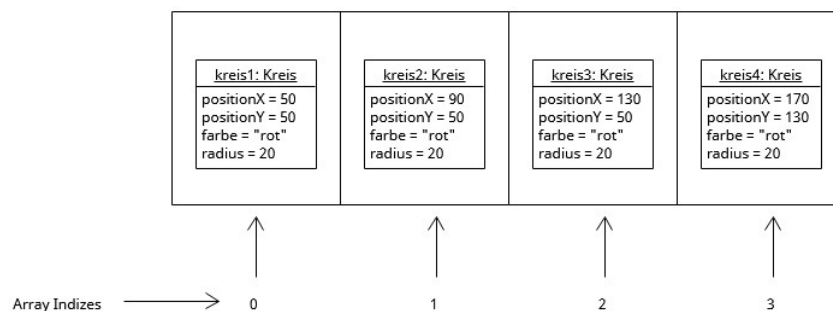 kreis1: Kreis
positionX = 50
positionY = 50
farbe = "rot"
radius = 20
kreis2: Kreis
positionX = 90
positionY = 50
farbe = "rot"
radius = 20
kreis3: Kreis
positionX = 130
positionY = 50
farbe = "rot"
radius = 20
kreis4: Kreis
positionX = 170
positionY = 130
farbe = "rot"
radius = 20
Array Indizes 0 1 2 3